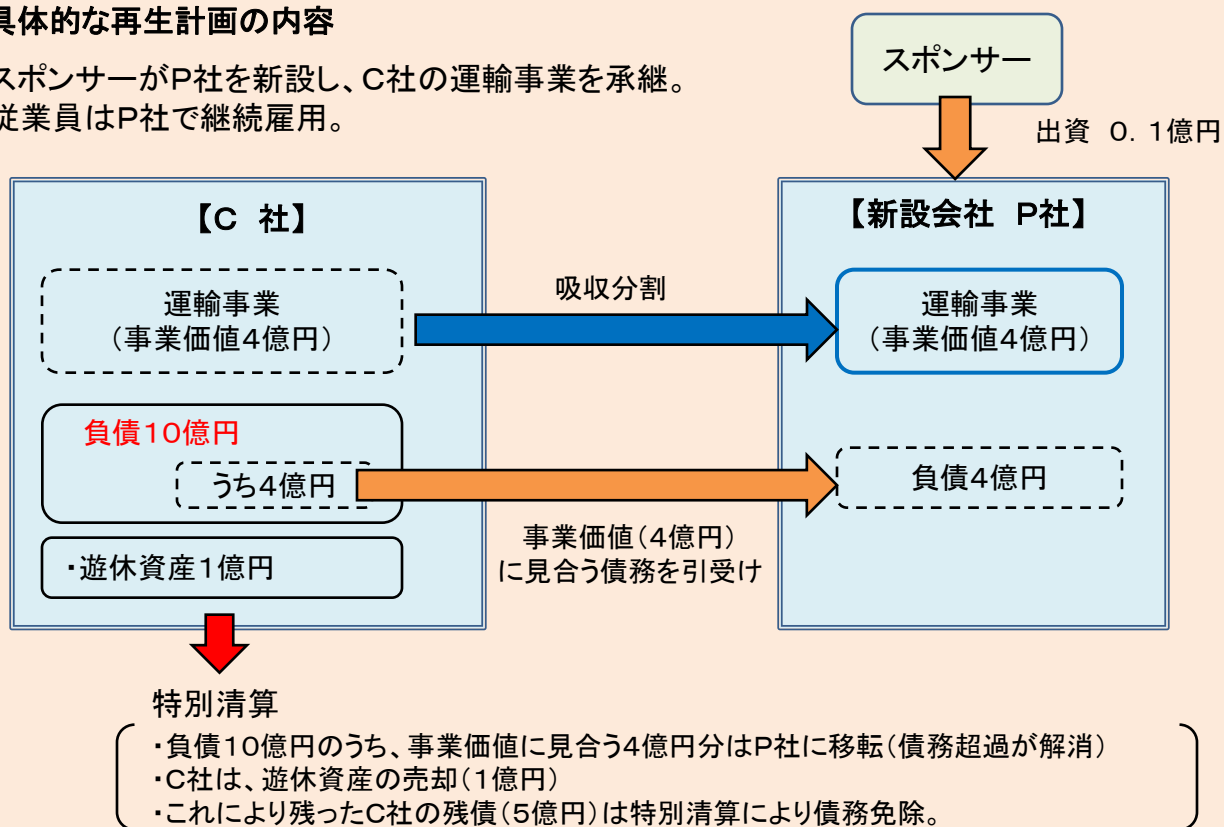 具体的な再生計画の内容
スポンサーがP社を新設し、C社の運輸事業を承継。
従業員はP社で継続雇用。
スポンサー
出資 0.1億円
【C 社】
【新設会社 P社】
運輸事業
(事業価値4億円)
吸収分割
運輸事業
(事業価値4億円)
負債10億円
うち4億円
負債4億円
事業価値(4億円)
に見合う債務を引受け
・遊休資産1億円
特別清算
・負債10億円のうち、事業価値に見合う4億円分はP社に移転(債務超過が解消)
・C社は、遊休資産の売却(1億円)
・これにより残ったC社の残債(5億円)は特別清算により債務免除。